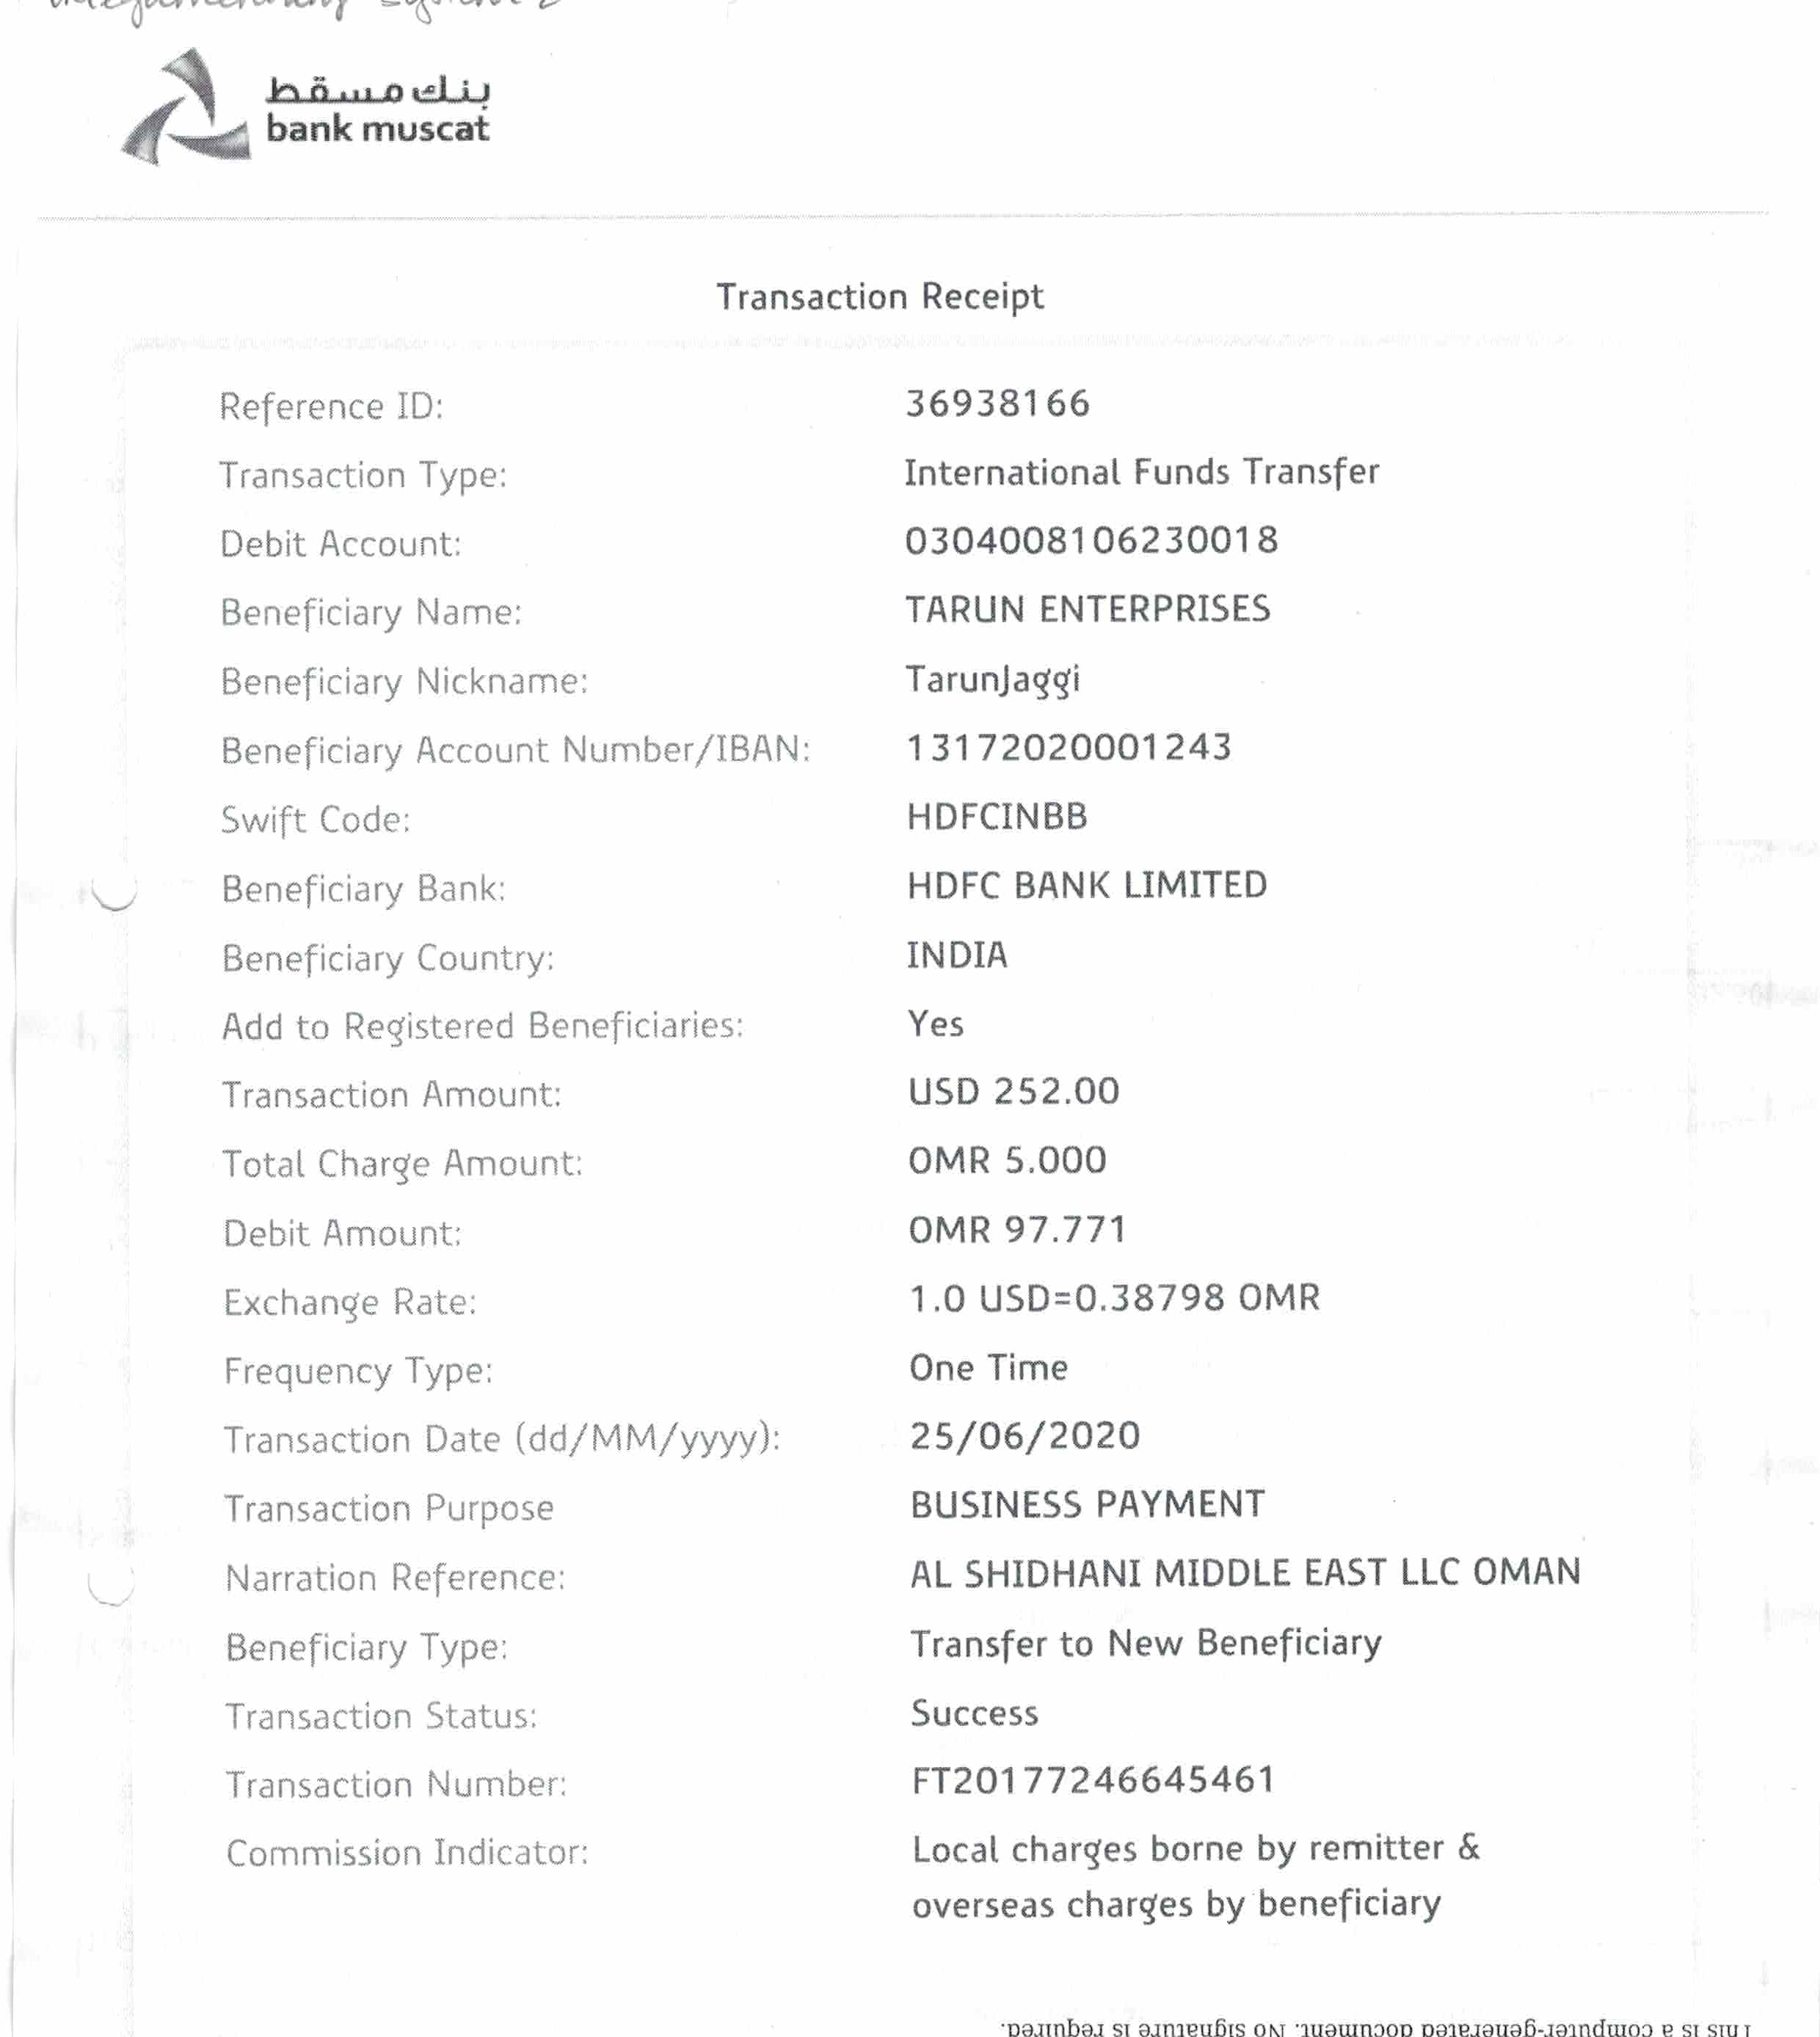 بنك مسقط
bank muscat
Transaction Receipt
Reference ID: 36938166
Transaction Type: International Funds Transfer
Debit Account: 0304008106230018
Beneficiary Name: TARUN ENTERPRISES
Beneficiary Nickname: TarunJaggi
Beneficiary Account Number/IBAN: 13172020001243
Swift Code: HDFCINBB
Beneficiary Bank: HDFC BANK LIMITED
Beneficiary Country: INDIA
Add to Registered Beneficiaries: Yes
Transaction Amount: USD 252.00
Total Charge Amount: OMR 5.000
Debit Amount: OMR 97.771
Exchange Rate: 1.0 USD=0.38798 OMR
Frequency Type: One Time
Transaction Date (dd/MM/yyyy): 25/06/2020
Transaction Purpose BUSINESS PAYMENT
Narration Reference: AL SHIDHANI MIDDLE EAST LLC OMAN
Beneficiary Type: Transfer to New Beneficiary
Transaction Status: Success
Transaction Number: FT20177246645461
Commission Indicator: Local charges borne by remitter &
overseas charges by beneficiary
This is a computer-generated document. No signature is required.